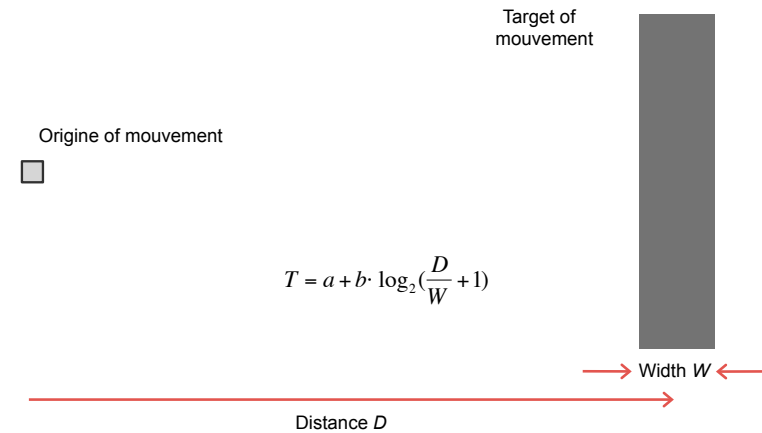 Target of
mouvement
Origine of mouvement
T = a + b· log₂(D/W + 1)
Width W
Distance D